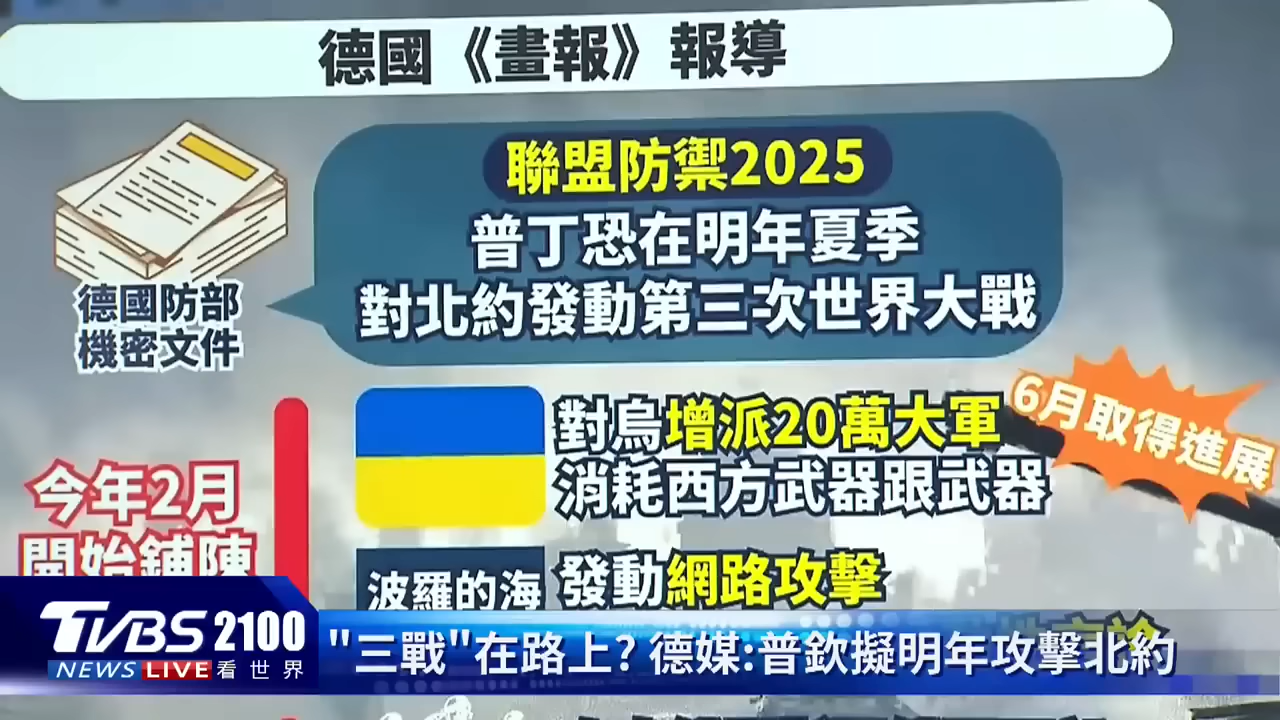 德國《畫報》報導
聯盟防禦2025
普丁恐在明年夏季
對北約發動第三次世界大戰
德國防部
機密文件
對烏增派20萬大軍
消耗西方武器跟武器
6月取得進展
今年2月
開始鋪陳
波羅的海
發動網路攻擊
TVBS 2100
NEWS LIVE 看世界
"三戰"在路上? 德媒:普欽擬明年攻擊北約